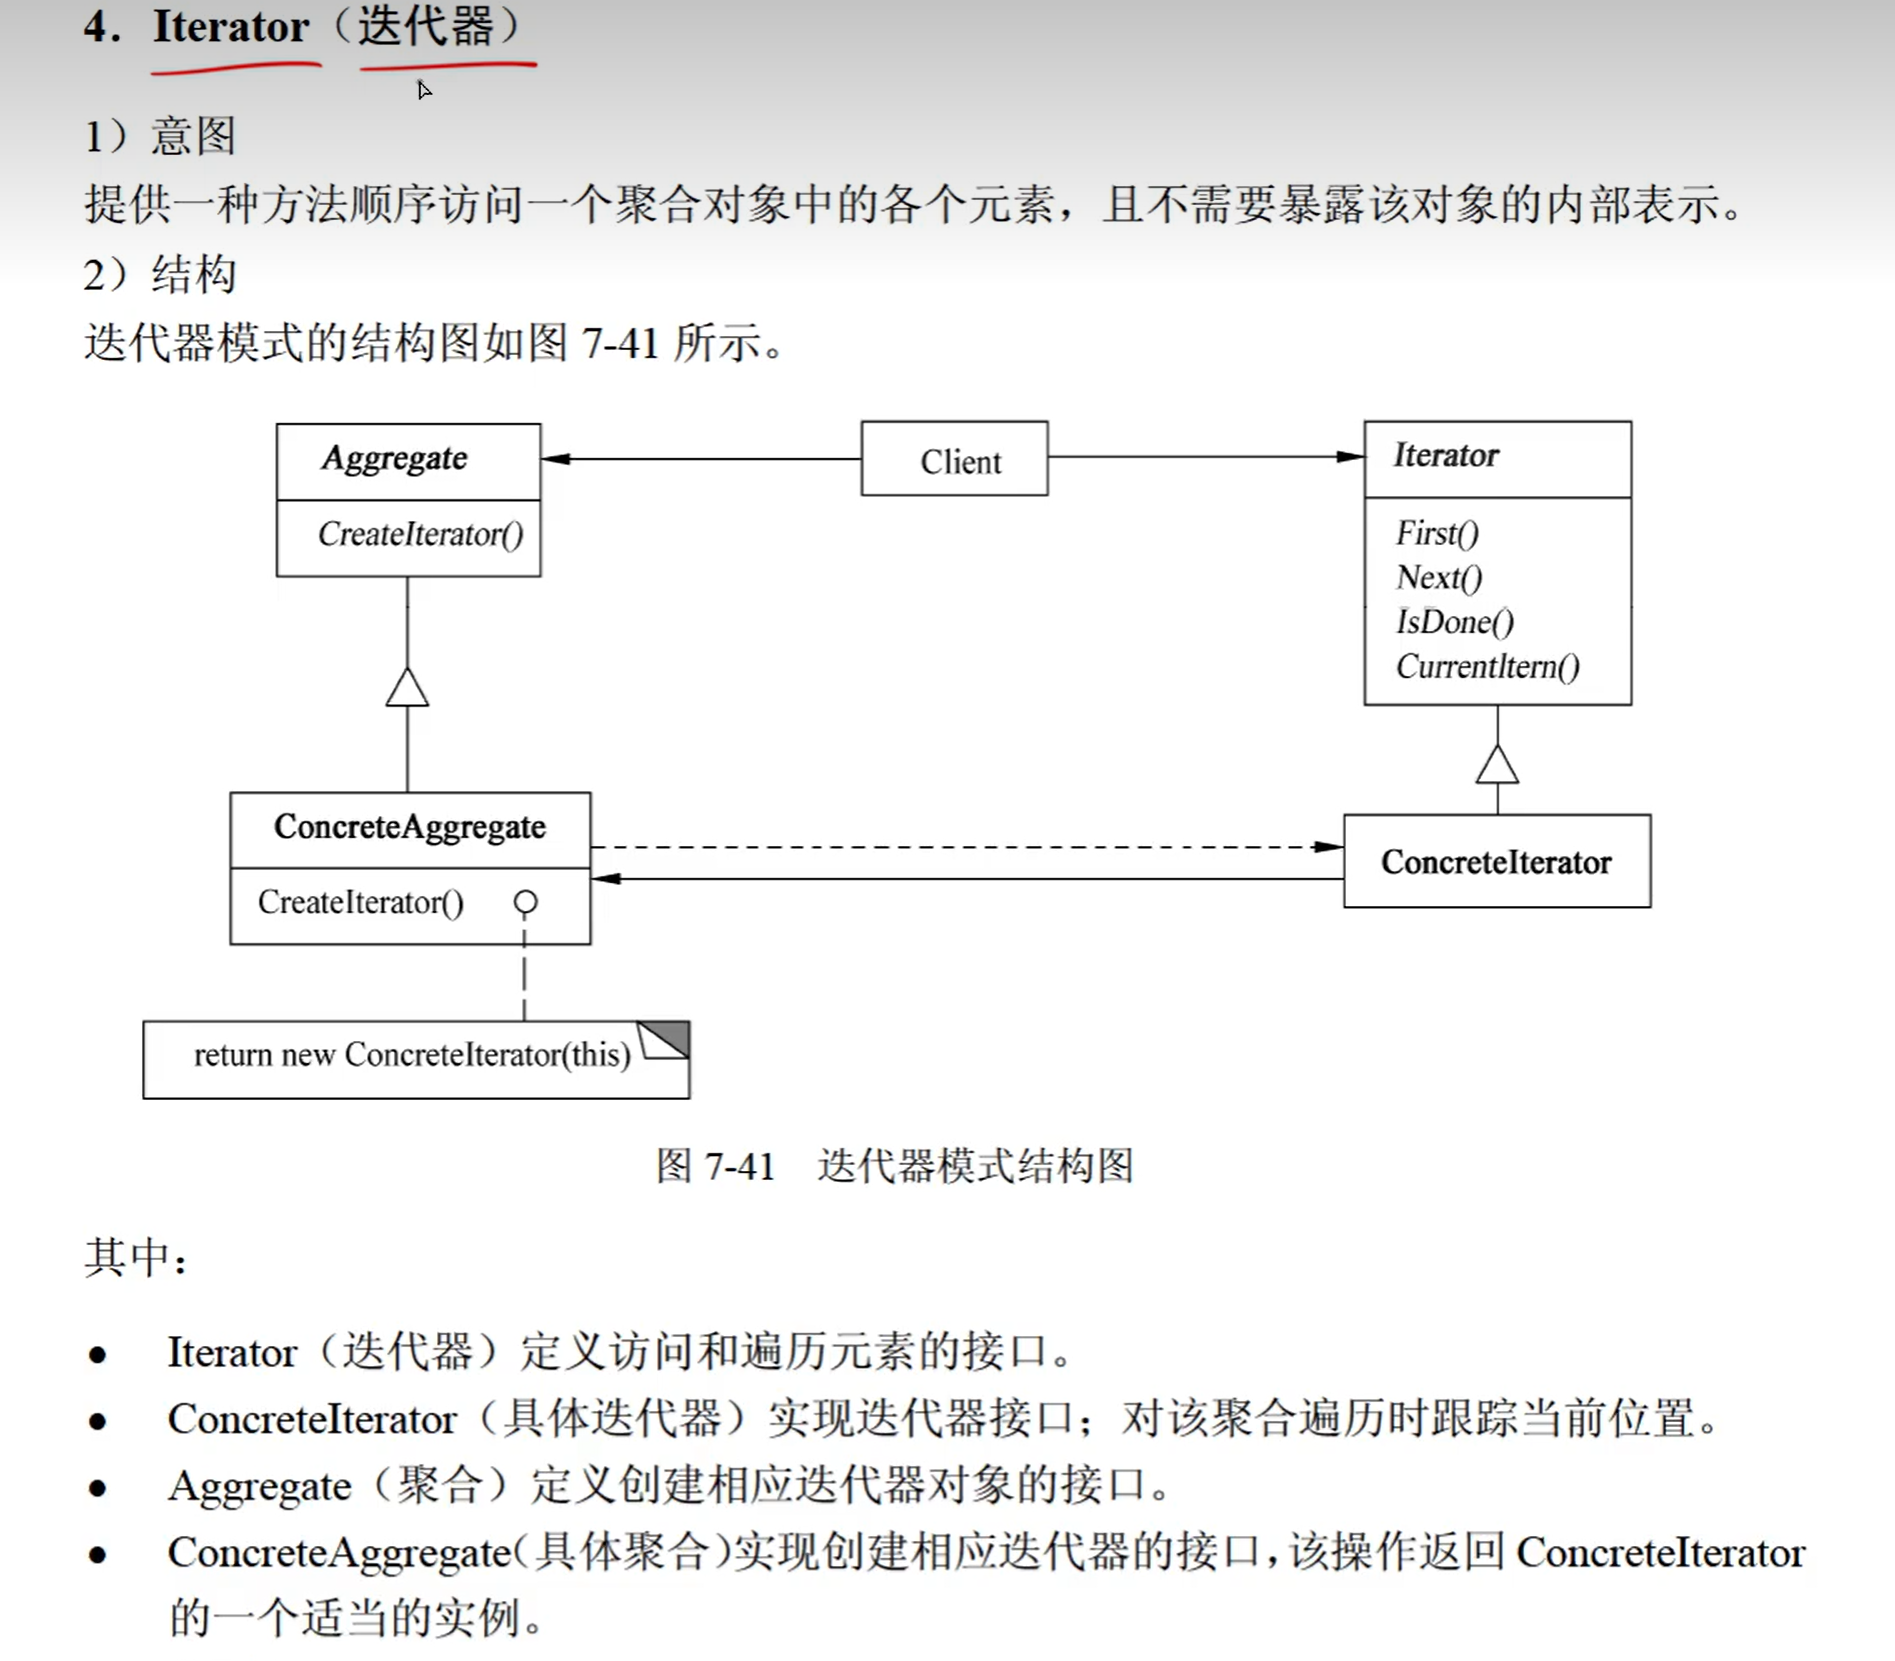 4. Iterator（迭代器）
1）意图
提供一种方法顺序访问一个聚合对象中的各个元素，且不需要暴露该对象的内部表示。
2）结构
迭代器模式的结构图如图 7-41 所示。
Aggregate
CreateIterator()
Client
Iterator
First()
Next()
IsDone()
CurrentItern()
ConcreteAggregate
CreateIterator()
ConcreteIterator
return new ConcreteIterator(this)
图 7-41 迭代器模式结构图
其中：
● Iterator（迭代器）定义访问和遍历元素的接口。
● ConcreteIterator（具体迭代器）实现迭代器接口；对该聚合遍历时跟踪当前位置。
● Aggregate（聚合）定义创建相应迭代器对象的接口。
● ConcreteAggregate(具体聚合)实现创建相应迭代器的接口，该操作返回 ConcreteIterator
的一个适当的实例。